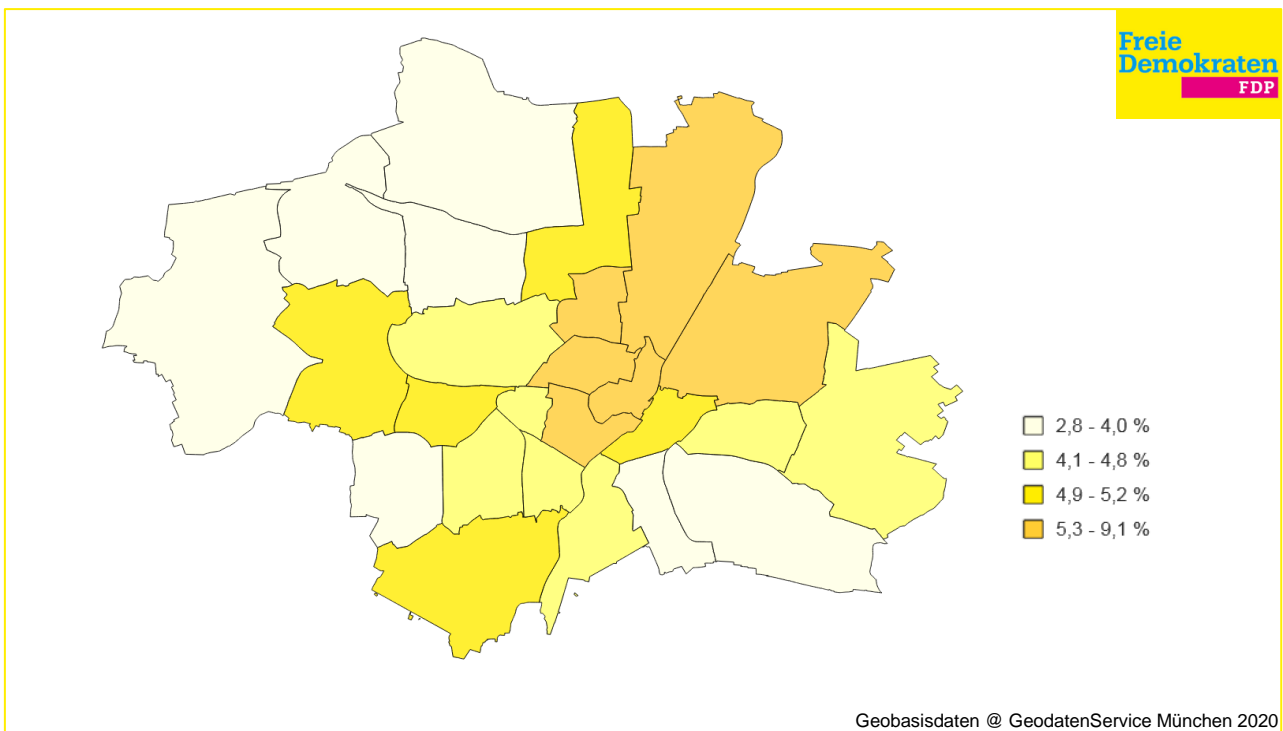 Freie
Demokraten
FDP
2,8 - 4,0 %
4,1 - 4,8 %
4,9 - 5,2 %
5,3 - 9,1 %
Geobasisdaten @ GeodatenService München 2020